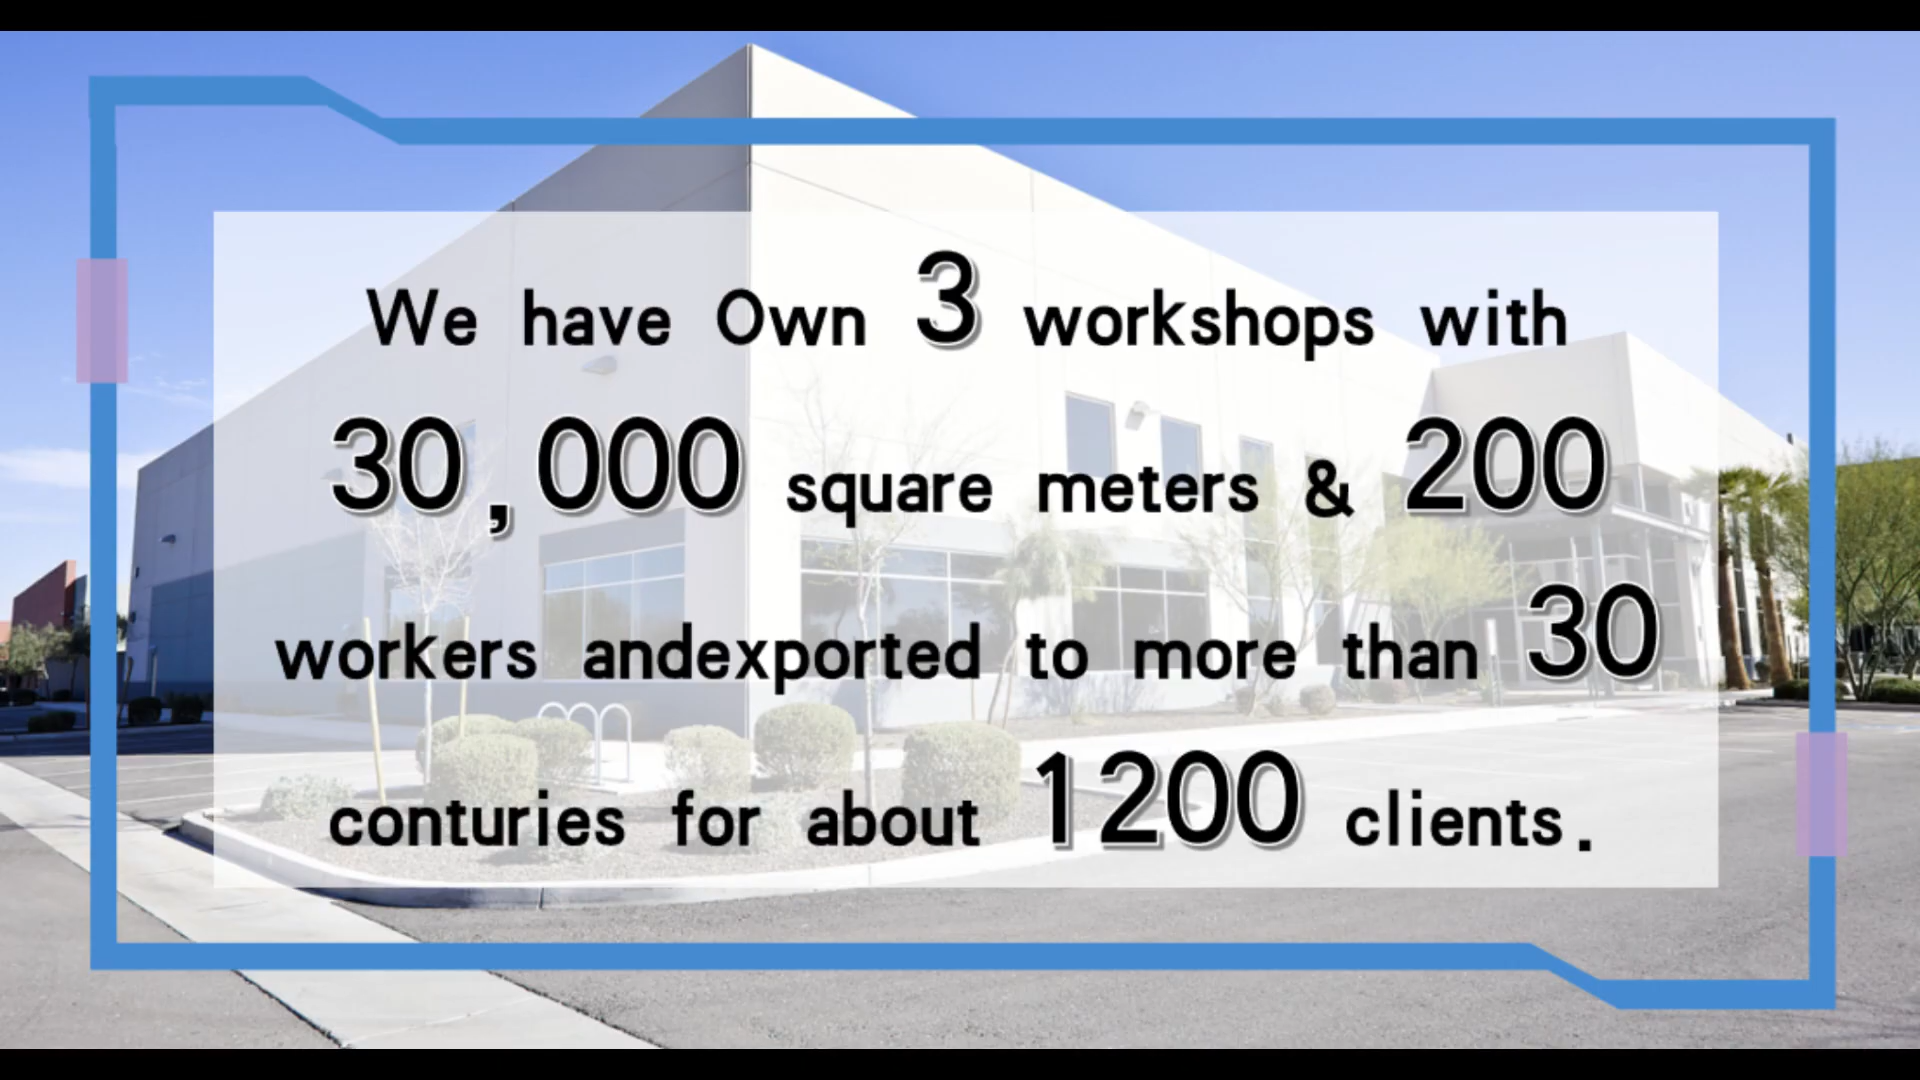 We have Own 3 workshops with
30,000 square meters & 200
workers andexported to more than 30
conturies for about 1200 clients.